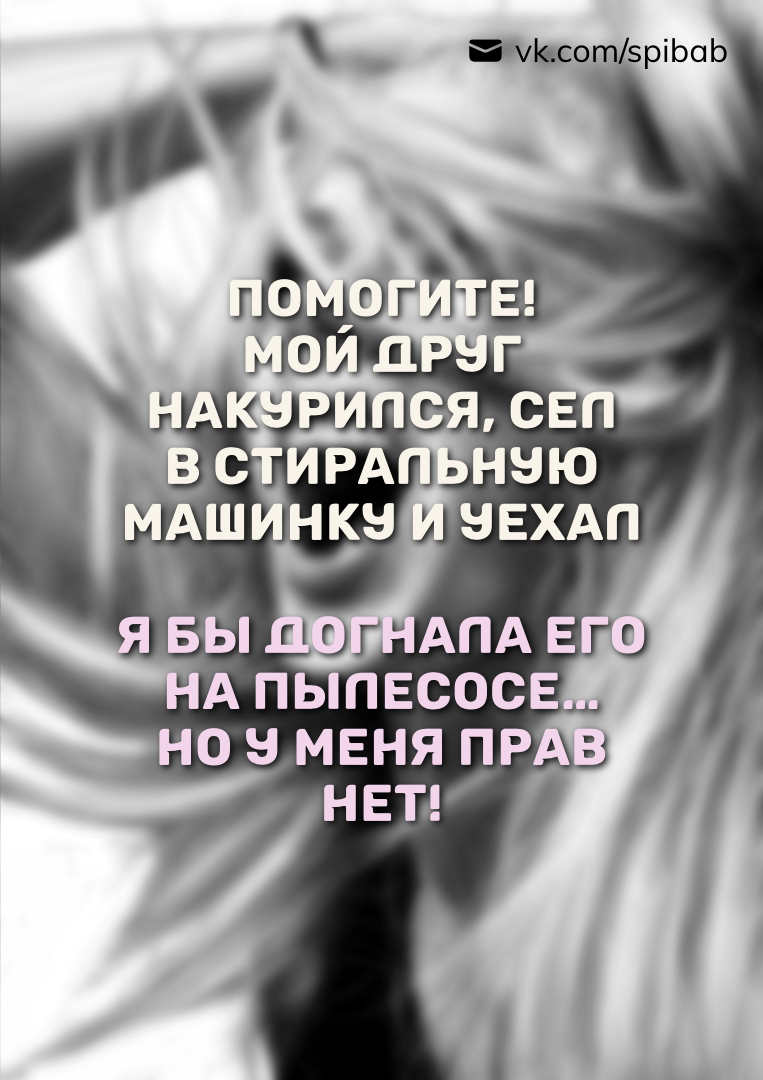 vk.com/spibab
ПОМОГИТЕ!
МОЙ ДРУГ
НАКУРИЛСЯ, СЕЛ
В СТИРАЛЬНУЮ
МАШИНКУ И УЕХАЛ
Я БЫ ДОГНАЛА ЕГО
НА ПЫЛЕСОСЕ...
НО У МЕНЯ ПРАВ
НЕТ!